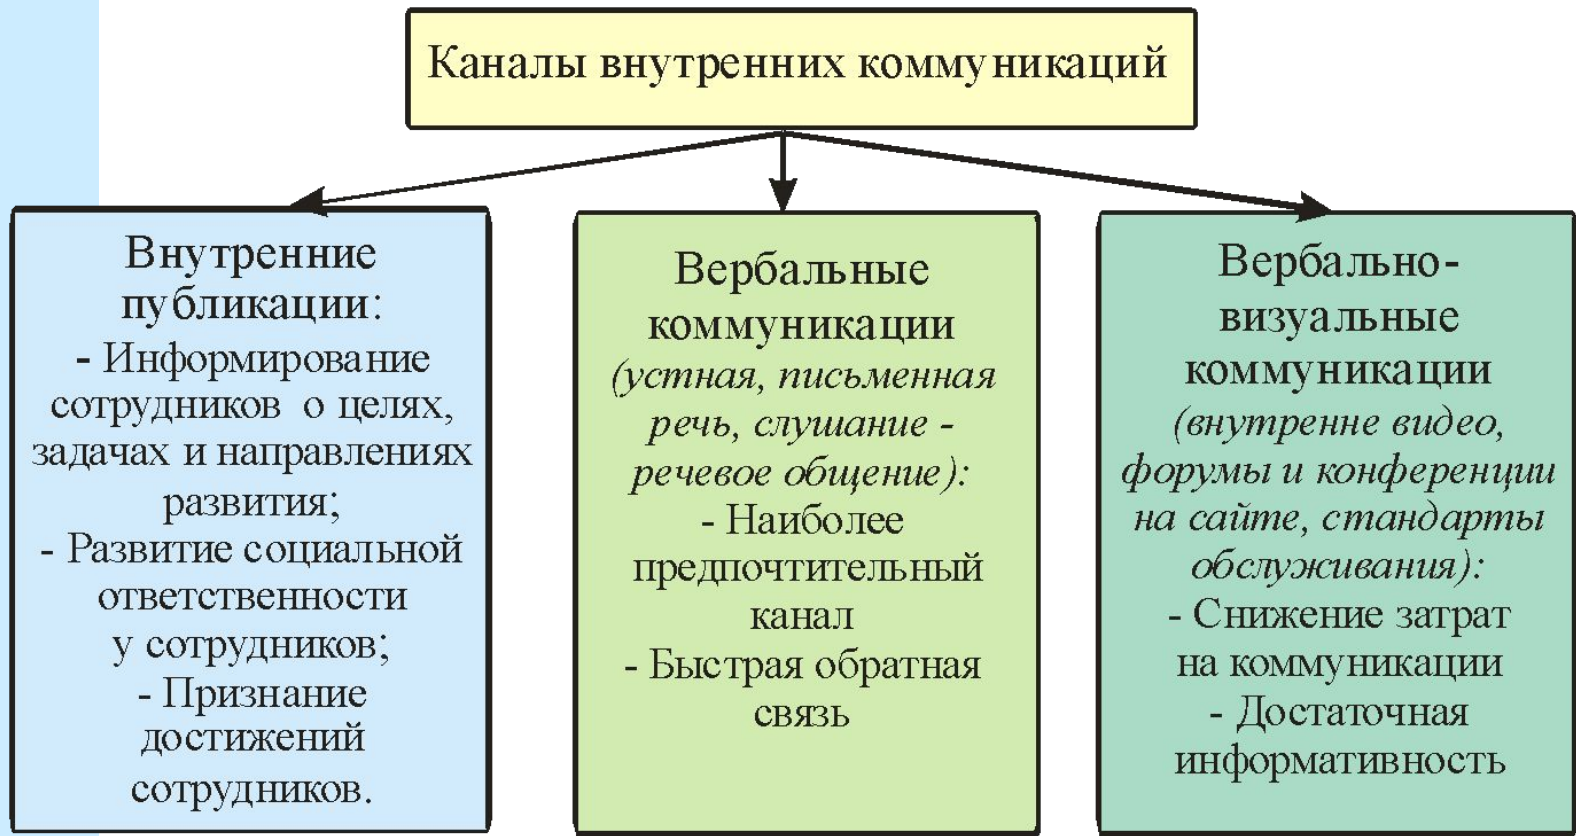 Каналы внутренних коммуникаций
Внутренние
публикации:
- Информирование
сотрудников о целях,
задачах и направлениях
развития;
- Развитие социальной
ответственности
у сотрудников;
- Признание
достижений
сотрудников.
Вербальные
коммуникации
(устная, письменная
речь, слушание -
речевое общение):
- Наиболее
предпочтительный
канал
- Быстрая обратная
связь
Вербально-
визуальные
коммуникации
(внутренне видео,
форумы и конференции
на сайте, стандарты
обслуживания):
- Снижение затрат
на коммуникации
- Достаточная
информативность